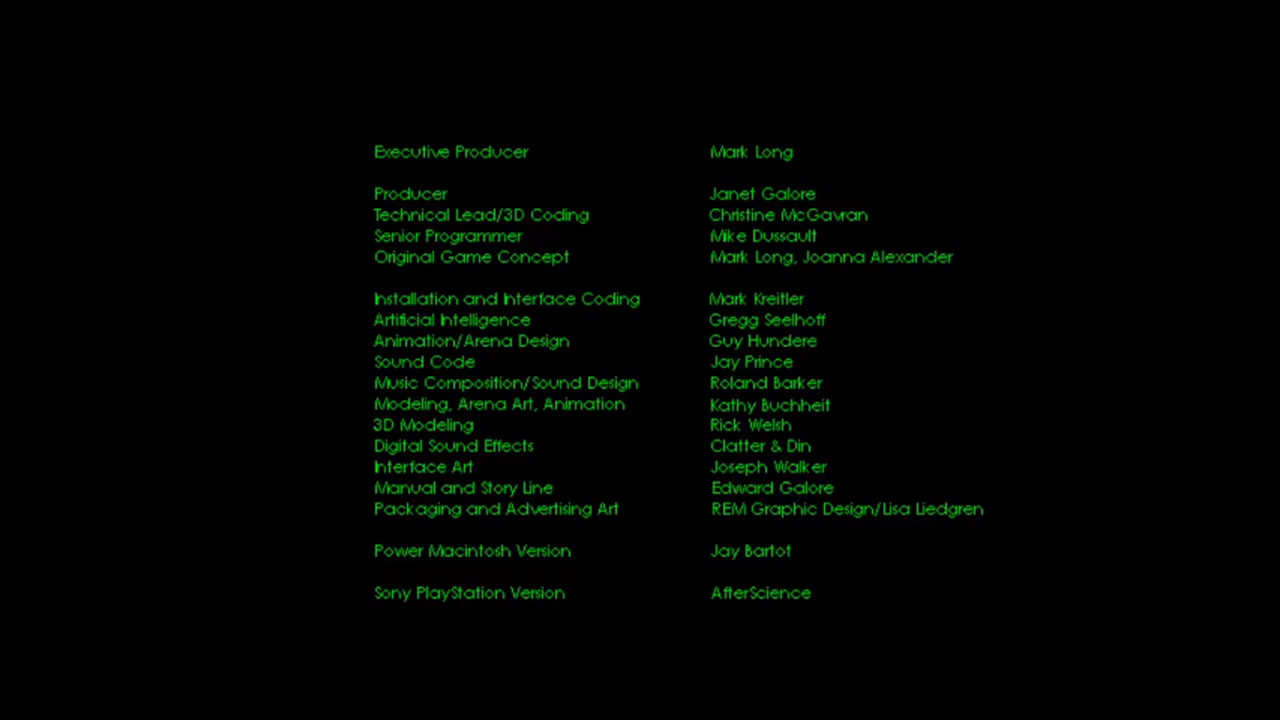 Executive Producer Mark Long
Producer Janet Galore
Technical Lead/3D Coding Christine McGavran
Senior Programmer Mike Dussault
Original Game Concept Mark Long, Joanna Alexander
Installation and Interface Coding Mark Kreitler
Artificial Intelligence Gregg Seelhoff
Animation/Arena Design Guy Hundere
Sound Code Jay Prince
Music Composition/Sound Design Roland Barker
Modeling, Arena Art, Animation Kathy Buchheit
3D Modeling Rick Welsh
Digital Sound Effects Clatter & Din
Interface Art Joseph Walker
Manual and Story Line Edward Galore
Packaging and Advertising Art REM Graphic Design/Lisa Liedgren
Power Macintosh Version Jay Bartot
Sony PlayStation Version AfterScience